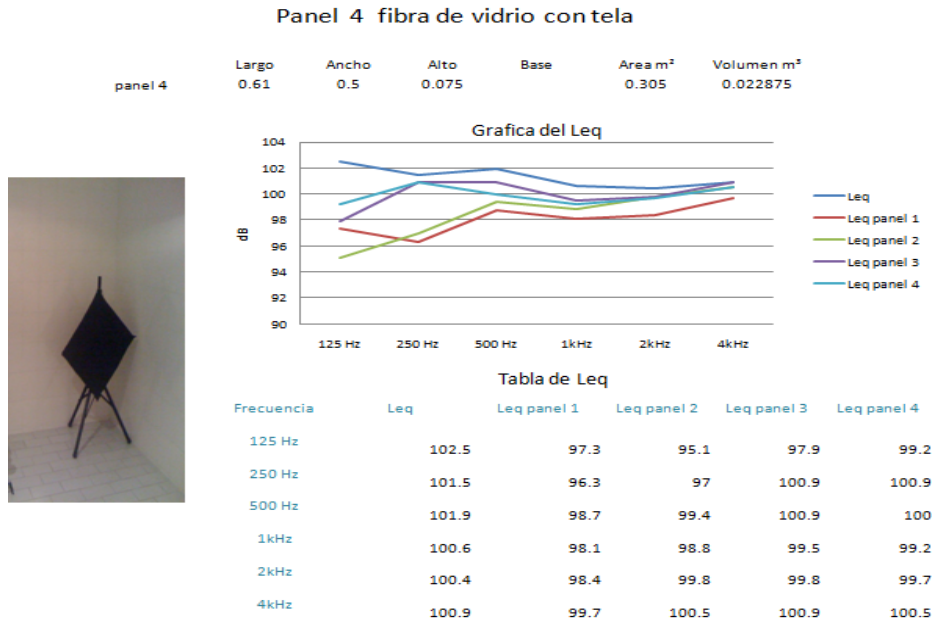 Panel 4 fibra de vidrio con tela
Largo Ancho Alto Base Area m² Volumen m³
panel 4 0.61 0.5 0.075 0.305 0.022875
Grafica del Leq
104
102
100
98
96
94
92
90
dB
125 Hz 250 Hz 500 Hz 1kHz 2kHz 4kHz
Leq
Leq panel 1
Leq panel 2
Leq panel 3
Leq panel 4
Tabla de Leq
Frecuencia Leq Leq panel 1 Leq panel 2 Leq panel 3 Leq panel 4
125 Hz 102.5 97.3 95.1 97.9 99.2
250 Hz 101.5 96.3 97 100.9 100.9
500 Hz 101.9 98.7 99.4 100.9 100
1kHz 100.6 98.1 98.8 99.5 99.2
2kHz 100.4 98.4 99.8 99.8 99.7
4kHz 100.9 99.7 100.5 100.9 100.5